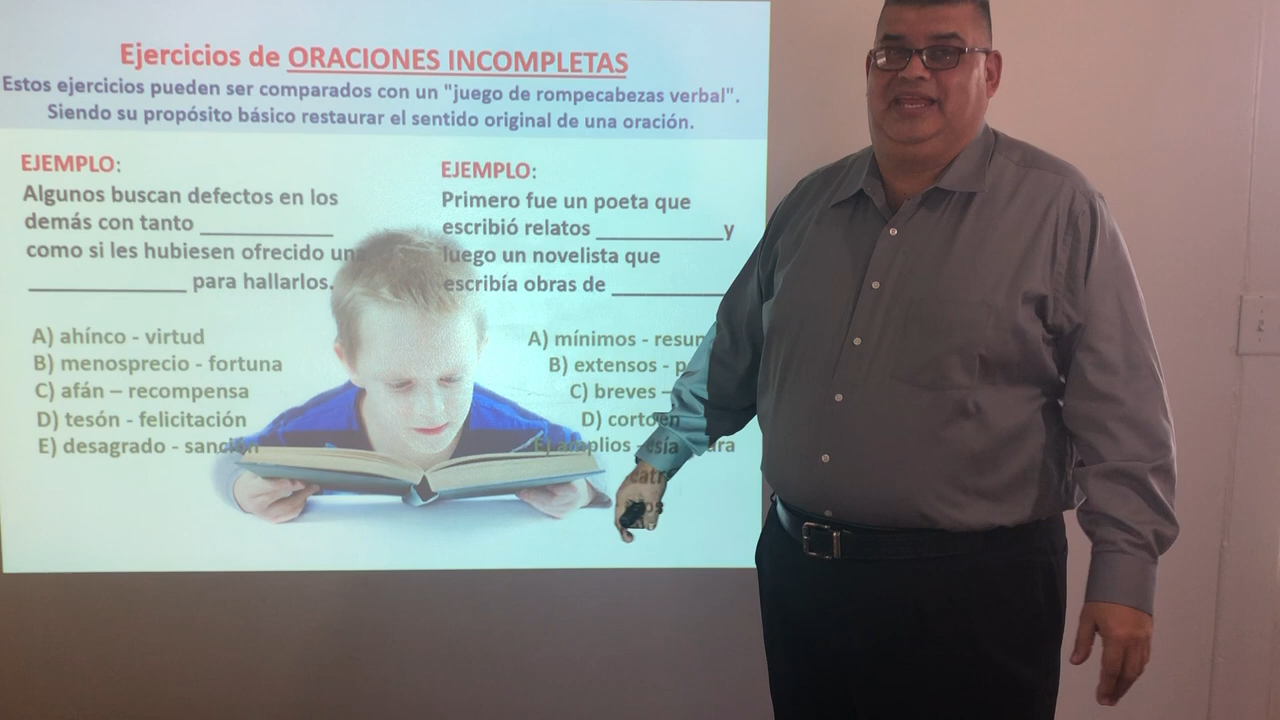 Ejercicios de ORACIONES INCOMPLETAS
Estos ejercicios pueden ser comparados con un "juego de rompecabezas verbal".
Siendo su propósito básico restaurar el sentido original de una oración.
EJEMPLO:
Algunos buscan defectos en los
demás con tanto ____________
como si les hubiesen ofrecido una
______________ para hallarlos.
A) ahínco - virtud
B) menosprecio - fortuna
C) afán – recompensa
D) tesón - felicitación
E) desagrado - sanción
EJEMPLO:
Primero fue un poeta que
escribió relatos ___________y
luego un novelista que
escribía obras de __________
A) mínimos -
B) extensos -
C) breves -
D) corto
E) amplios -